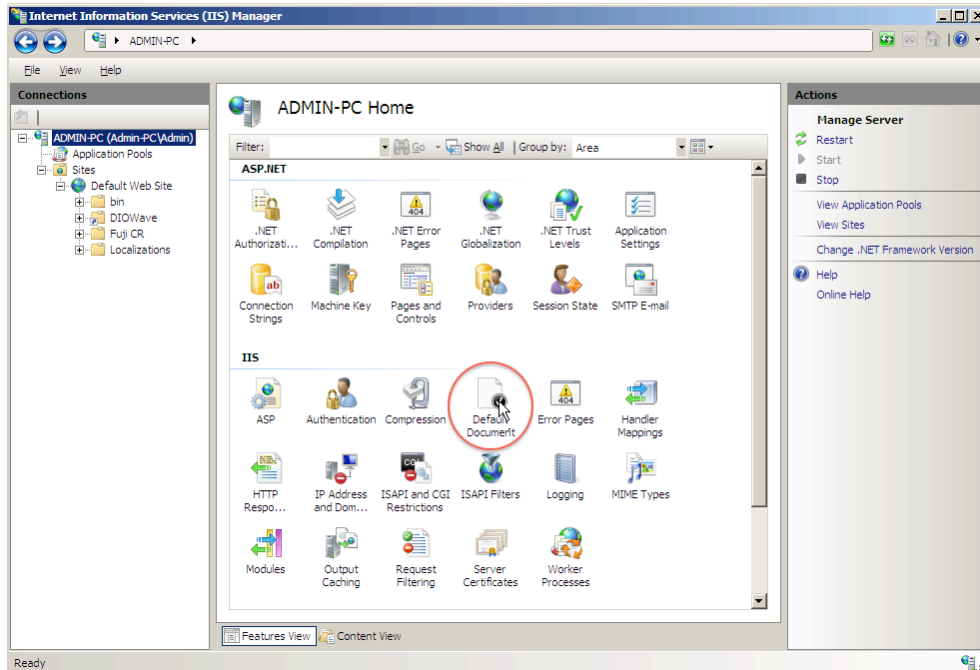 Internet Information Services (IIS) Manager
ADMIN-PC
File View Help
Connections
ADMIN-PC (Admin-PC\Admin)
Application Pools
Sites
Default Web Site
bin
DIOWave
Fuji CR
Localizations
ADMIN-PC Home
Filter: Go Show All Group by: Area
ASP.NET
.NET Authorizati...
.NET Compilation
.NET Error Pages
.NET Globalization
.NET Trust Levels
Application Settings
Connection Strings
Machine Key
Pages and Controls
Providers
Session State
SMTP E-mail
IIS
ASP
Authentication
Compression
Default Document
Error Pages
Handler Mappings
HTTP Respo...
IP Address and Dom...
ISAPI and CGI Restrictions
ISAPI Filters
Logging
MIME Types
Modules
Output Caching
Request Filtering
Server Certificates
Worker Processes
Features View Content View
Actions
Manage Server
Restart
Start
Stop
View Application Pools
View Sites
Change .NET Framework Version
Help
Online Help
Ready